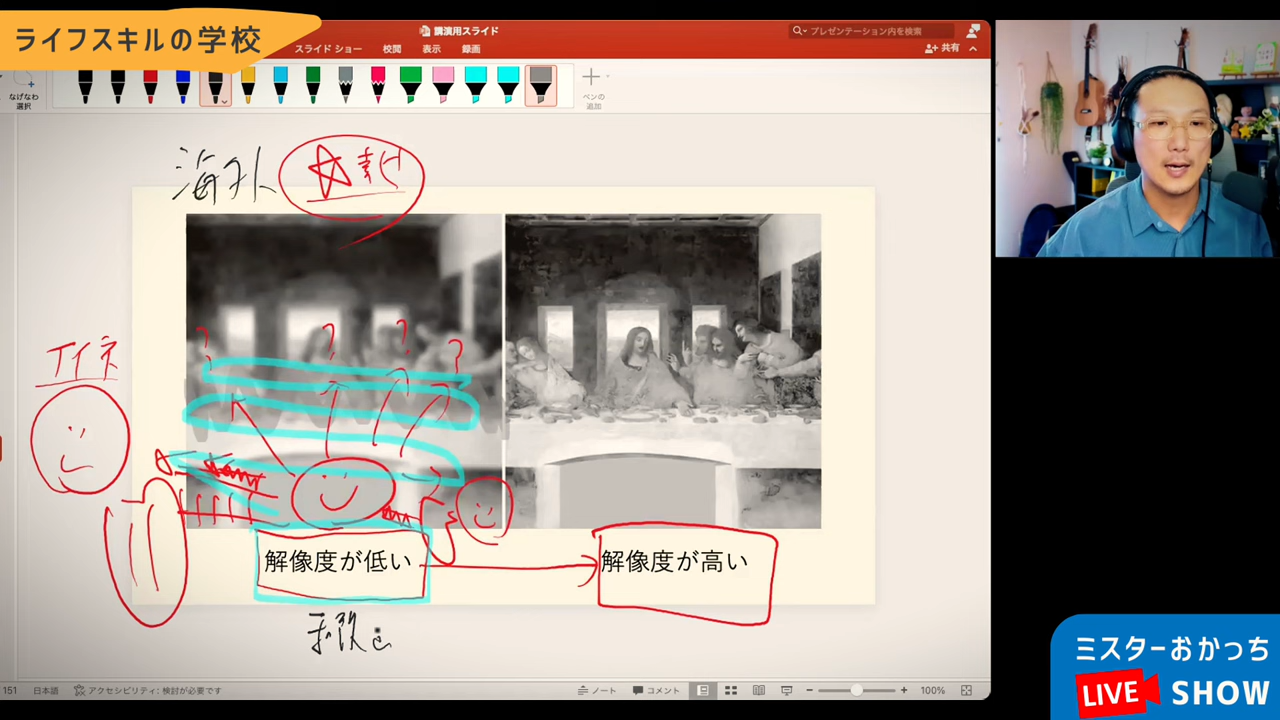 ライフスキルの学校
講演用スライド
プレゼンテーション内を検索
スライド ショー
校閲
表示
録画
共有
なげなわ
選択
ペンの
追加
海外
? ? ? ?
解像度が低い
解像度が高い
151
日本語
アクセシビリティ: 検討が必要です
ノート
コメント
100%
ミスターおかっち
LIVE SHOW